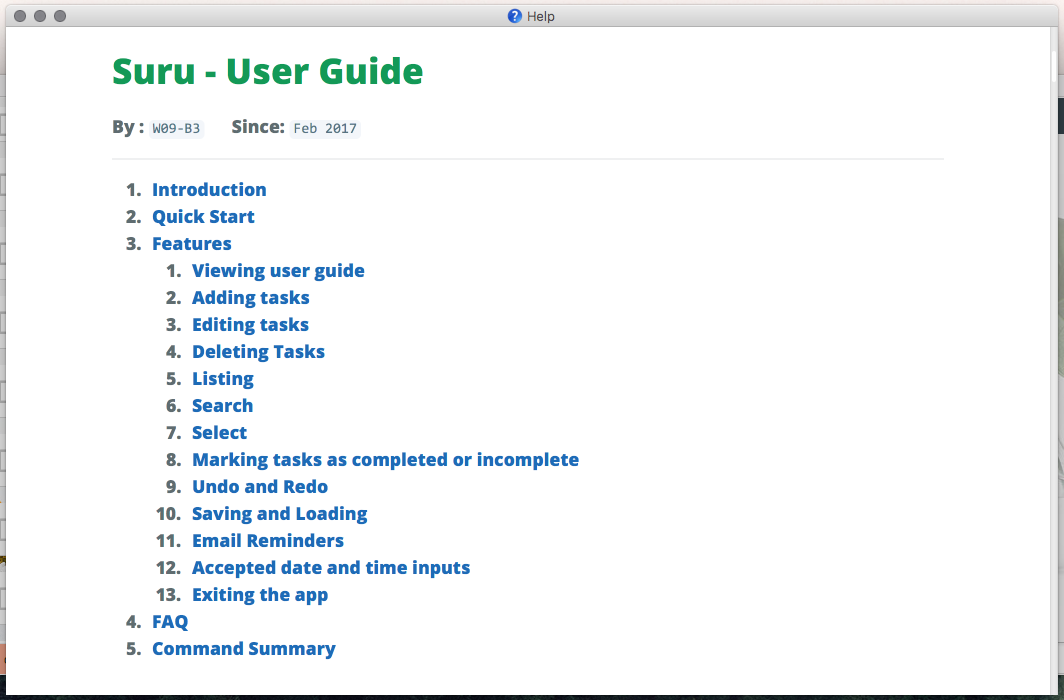 Help
Suru - User Guide
By : W09-B3 Since: Feb 2017
1. Introduction
2. Quick Start
3. Features
1. Viewing user guide
2. Adding tasks
3. Editing tasks
4. Deleting Tasks
5. Listing
6. Search
7. Select
8. Marking tasks as completed or incomplete
9. Undo and Redo
10. Saving and Loading
11. Email Reminders
12. Accepted date and time inputs
13. Exiting the app
4. FAQ
5. Command Summary